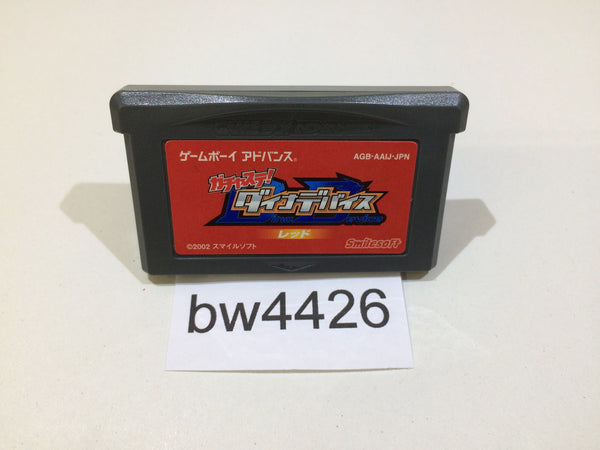 ゲームボーイ アドバンス®
AGB-AAIJ-JPN
ガチャステ!
ダイナデバイス
レッド
©2002 スマイルソフト
Smilesoft
bw4426